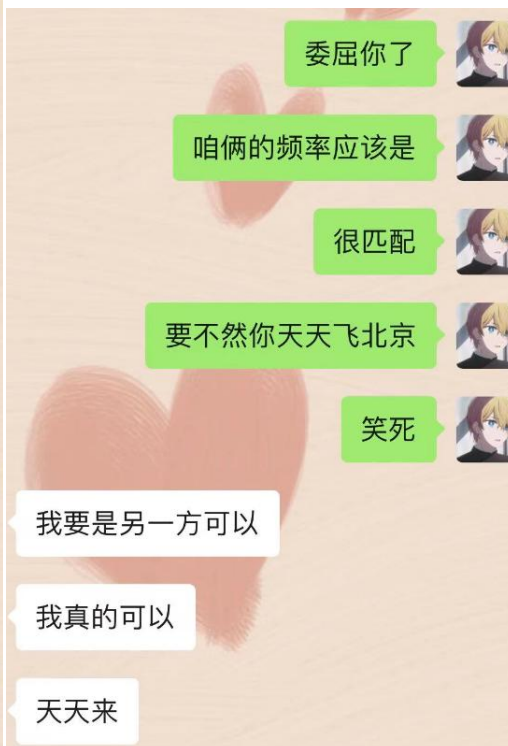 委屈你了
咱俩的频率应该是
很匹配
要不然你天天飞北京
笑死
我要是另一方可以
我真的可以
天天来